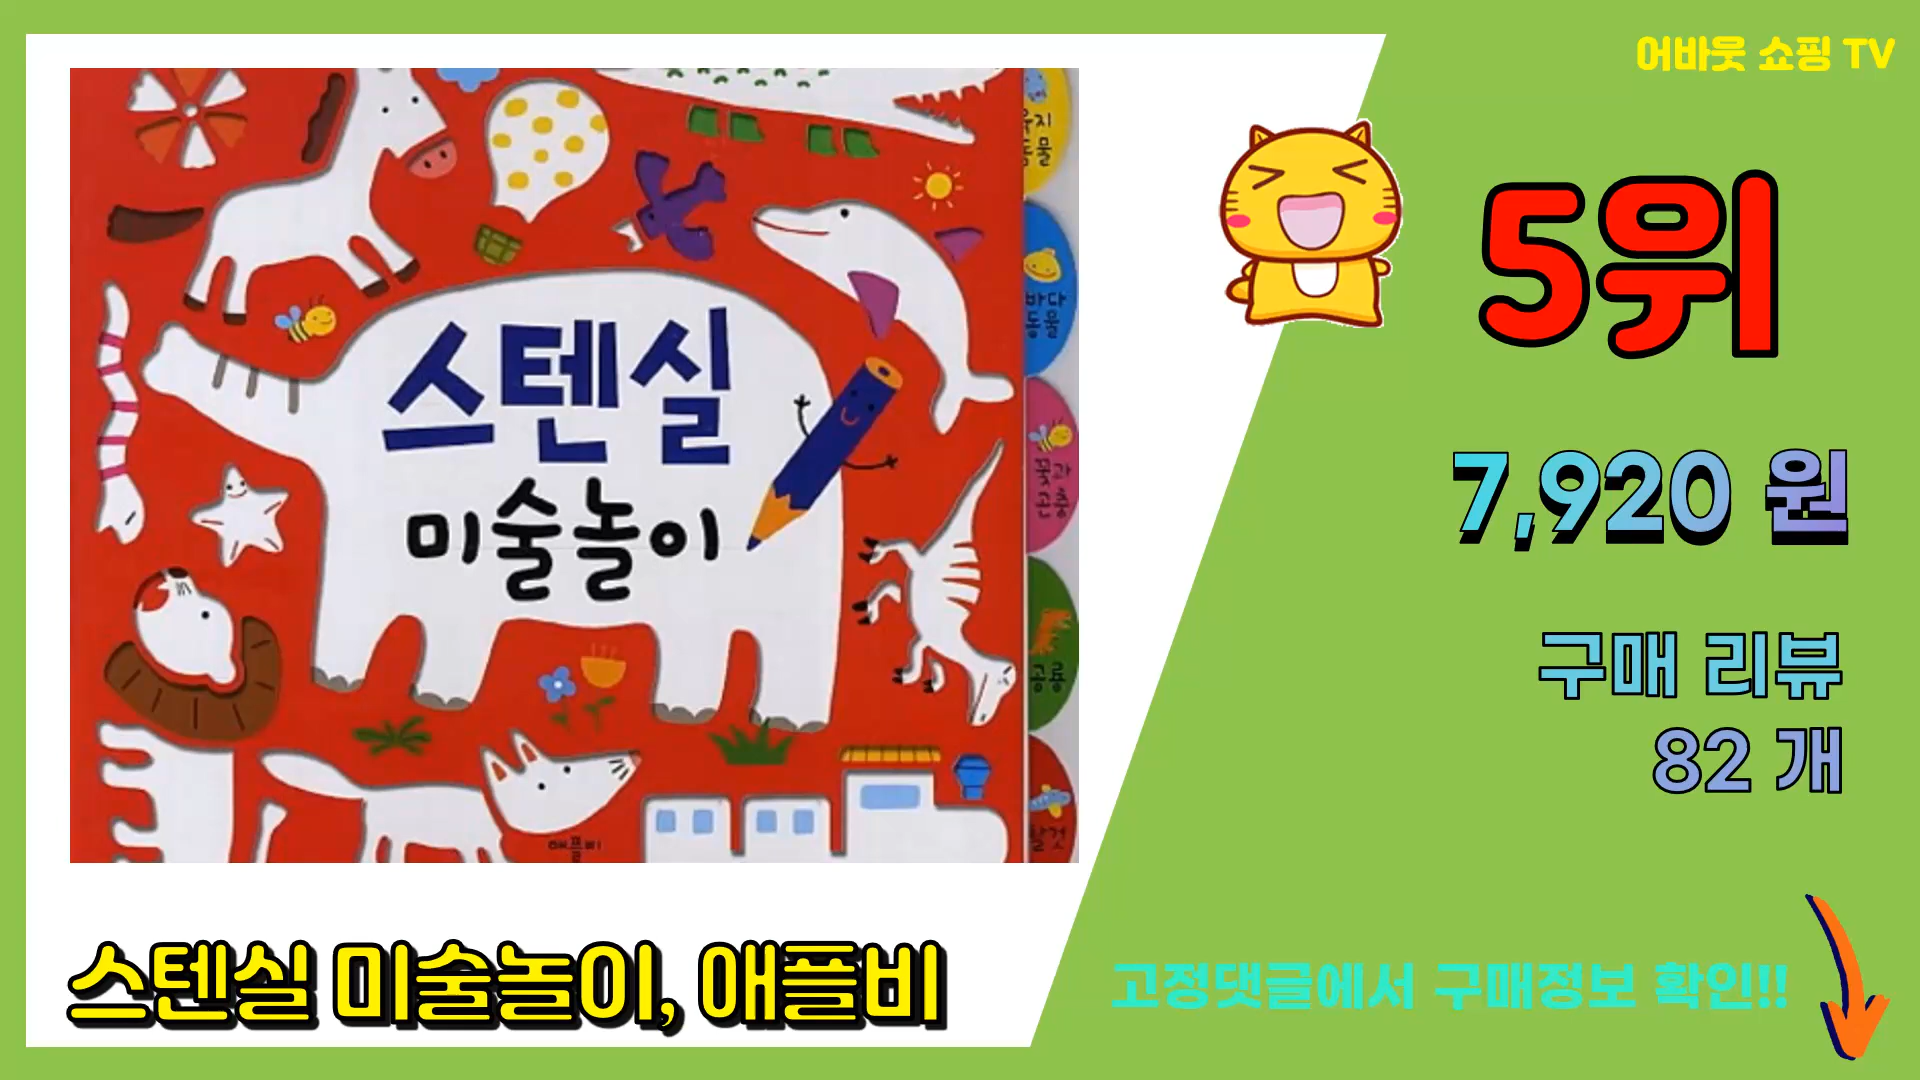 어바웃 쇼핑 TV
5위
7,920 원
구매 리뷰
82 개
스텐실
미술놀이
육지
동물
바다
동물
꽃과
곤충
공룡
탈것
애플비
스텐실 미술놀이, 애플비
고정댓글에서 구매정보 확인!!